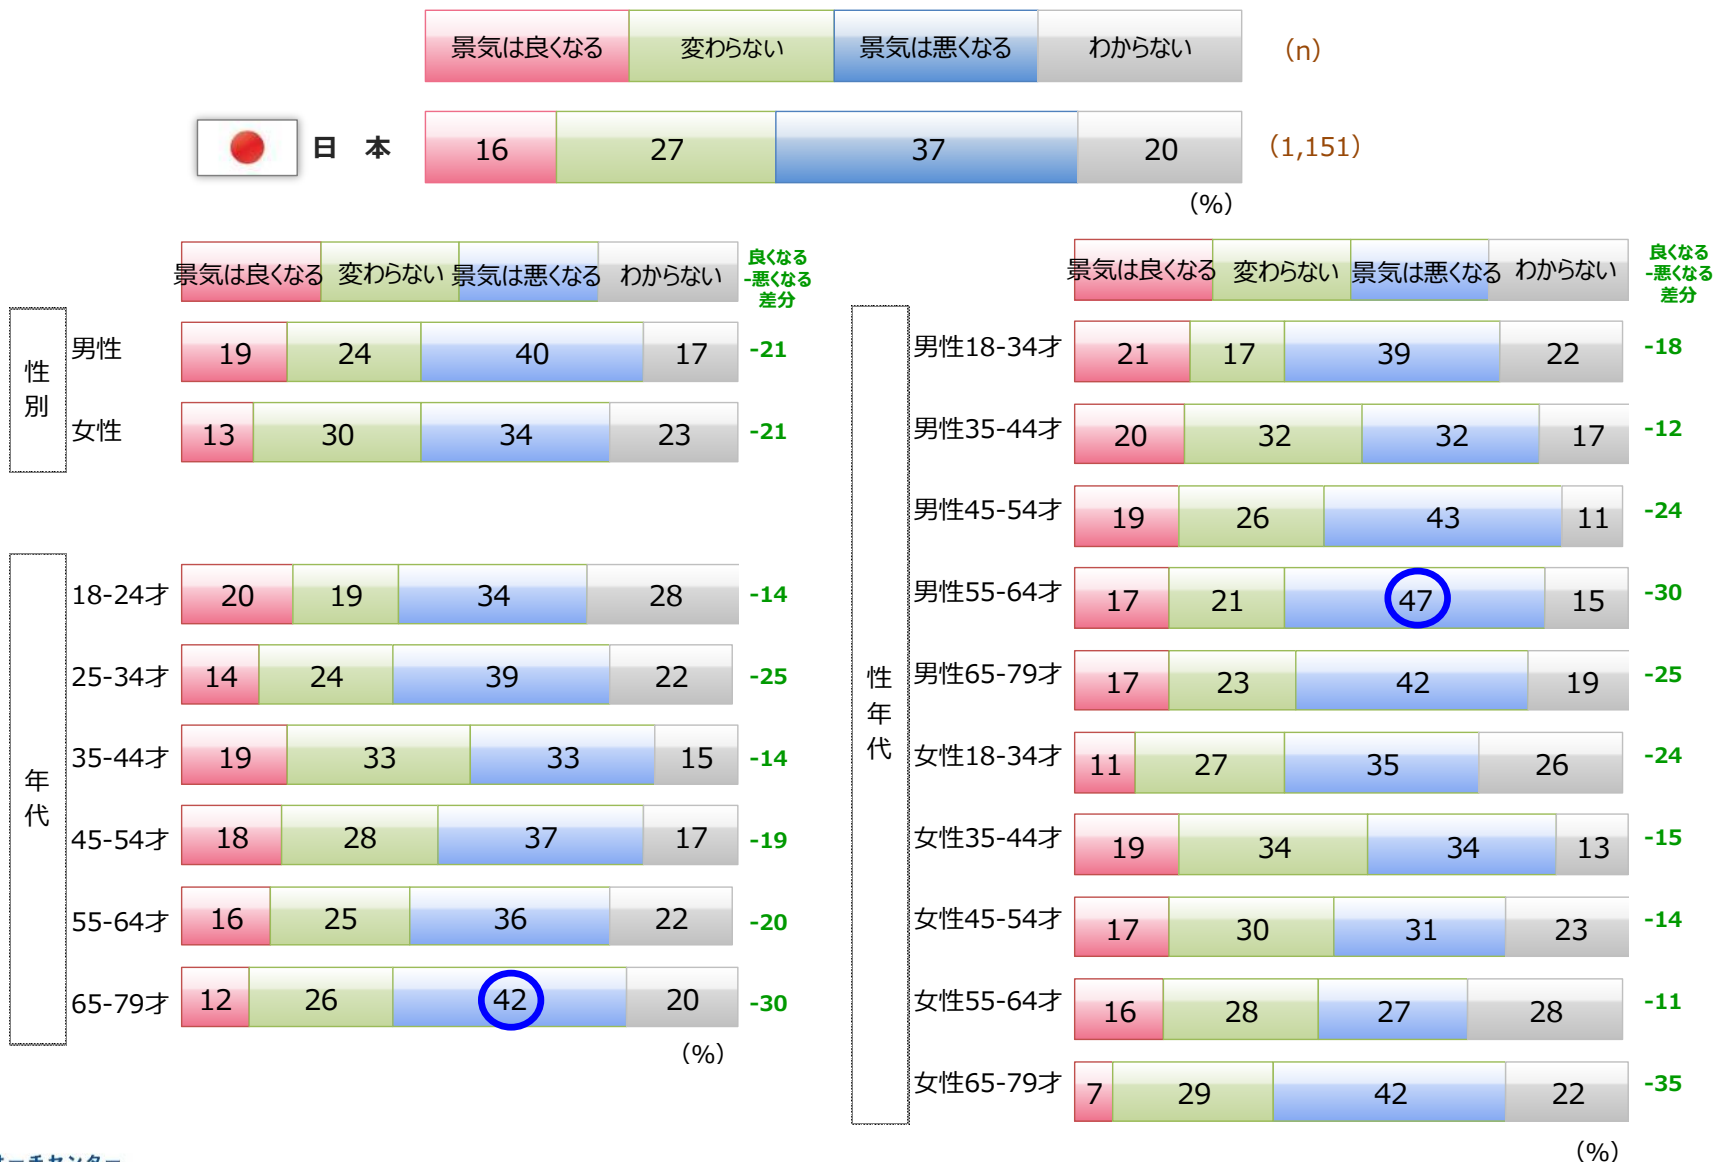 景気は良くなる 変わらない 景気は悪くなる わからない (n)
日 本 16 27 37 20 (1,151)
(%)
景気は良くなる 変わらない 景気は悪くなる わからない
良くなる
-悪くなる
差分
性別
男性 19 24 40 17 -21
女性 13 30 34 23 -21
年代
18-24才 20 19 34 28 -14
25-34才 14 24 39 22 -25
35-44才 19 33 33 15 -14
45-54才 18 28 37 17 -19
55-64才 16 25 36 22 -20
65-79才 12 26 42 20 -30
(%)
景気は良くなる 変わらない 景気は悪くなる わからない
良くなる
-悪くなる
差分
性年代
男性18-34才 21 17 39 22 -18
男性35-44才 20 32 32 17 -12
男性45-54才 19 26 43 11 -24
男性55-64才 17 21 47 15 -30
男性65-79才 17 23 42 19 -25
女性18-34才 11 27 35 26 -24
女性35-44才 19 34 34 13 -15
女性45-54才 17 30 31 23 -14
女性55-64才 16 28 27 28 -11
女性65-79才 7 29 42 22 -35
(%)